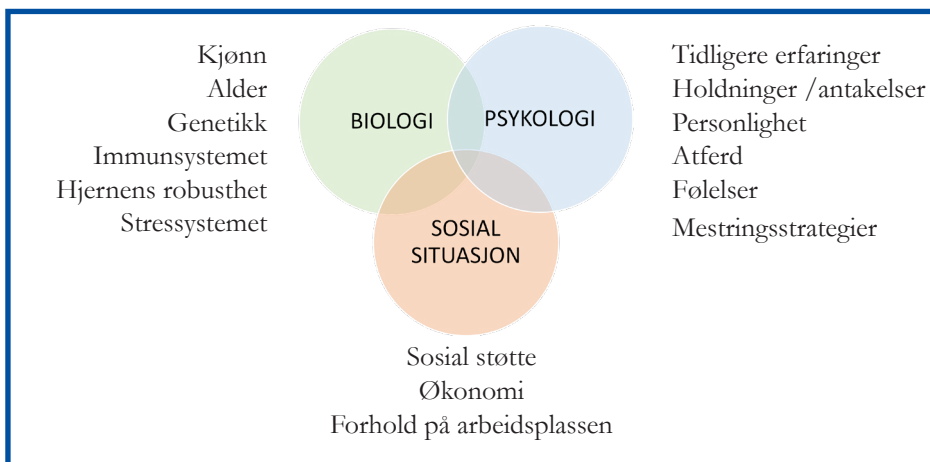 Kjønn
Alder
Genetikk
Immunsystemet
Hjernens robusthet
Stressystemet
BIOLOGI
PSYKOLOGI
SOSIAL
SITUASJON
Tidligere erfaringer
Holdninger /antakelser
Personlighet
Atferd
Følelser
Mestringsstrategier
Sosial støtte
Økonomi
Forhold på arbeidsplassen